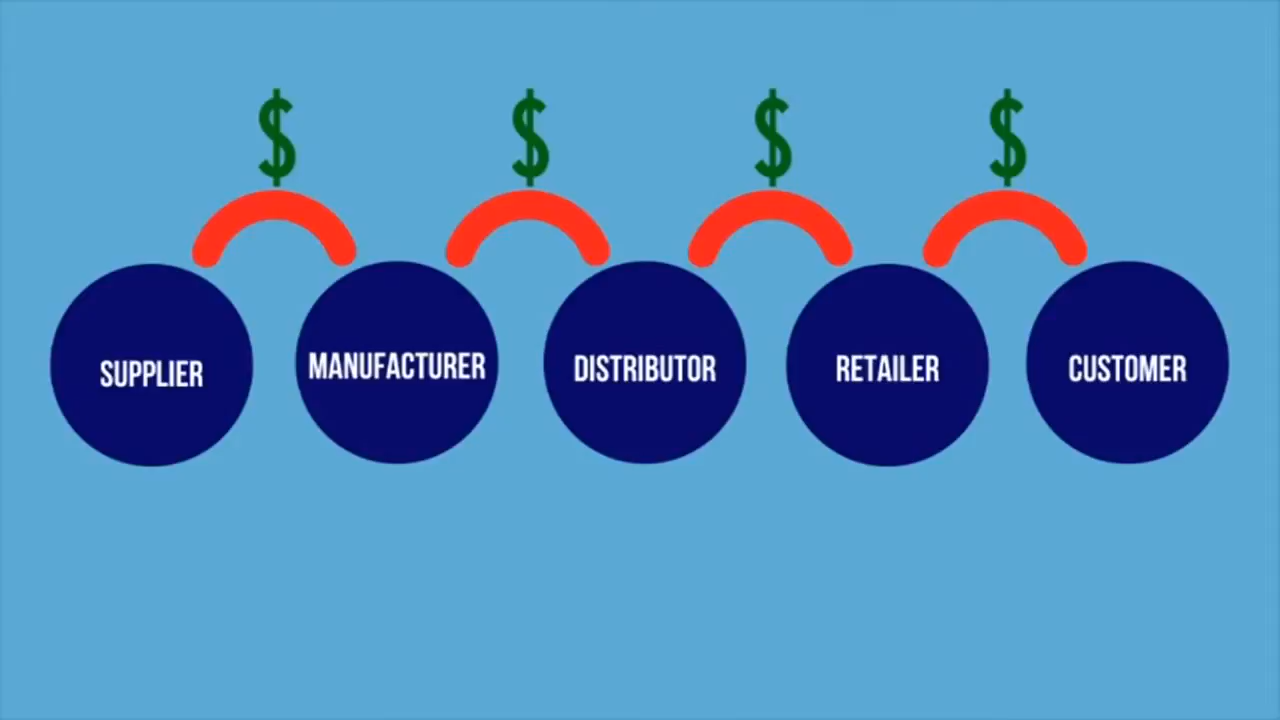 $ $ $ $
SUPPLIER MANUFACTURER DISTRIBUTOR RETAILER CUSTOMER